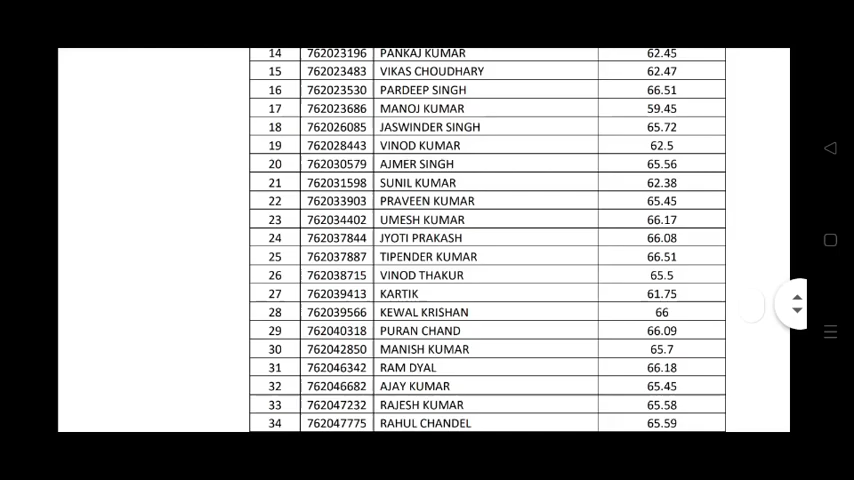 14 762023196 PANKAJ KUMAR 62.45
15 762023483 VIKAS CHOUDHARY 62.47
16 762023530 PARDEEP SINGH 66.51
17 762023686 MANOJ KUMAR 59.45
18 762026085 JASWINDER SINGH 65.72
19 762028443 VINOD KUMAR 62.5
20 762030579 AJMER SINGH 65.56
21 762031598 SUNIL KUMAR 62.38
22 762033903 PRAVEEN KUMAR 65.45
23 762034402 UMESH KUMAR 66.17
24 762037844 JYOTI PRAKASH 66.08
25 762037887 TIPENDER KUMAR 66.51
26 762038715 VINOD THAKUR 65.5
27 762039413 KARTIK 61.75
28 762039566 KEWAL KRISHAN 66
29 762040318 PURAN CHAND 66.09
30 762042850 MANISH KUMAR 65.7
31 762046342 RAM DYAL 66.18
32 762046682 AJAY KUMAR 65.45
33 762047232 RAJESH KUMAR 65.58
34 762047775 RAHUL CHANDEL 65.59